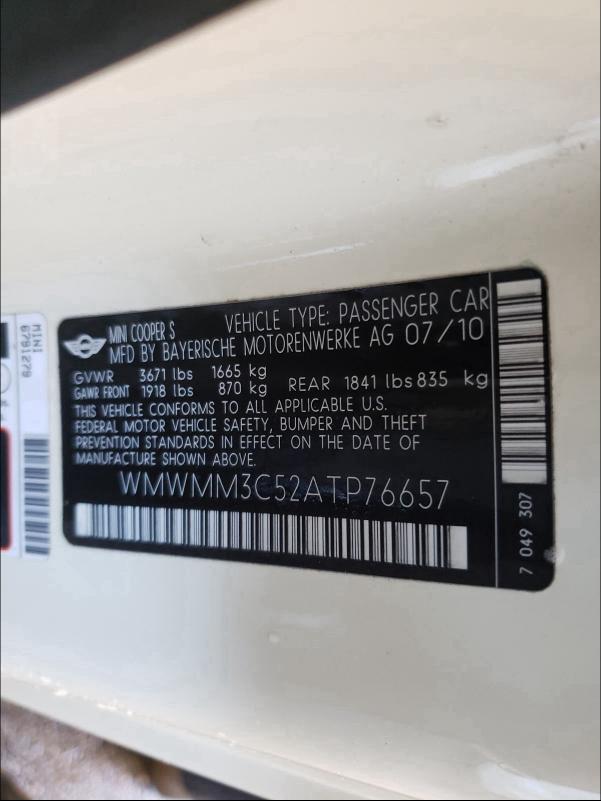 MINI COOPER S VEHICLE TYPE: PASSENGER CAR
MFD BY BAYERISCHE MOTORENWERKE AG 07/10
GVWR 3671 lbs 1665 kg
GAWR FRONT 1918 lbs 870 kg REAR 1841 lbs 835 kg
THIS VEHICLE CONFORMS TO ALL APPLICABLE U.S.
FEDERAL MOTOR VEHICLE SAFETY, BUMPER AND THEFT
PREVENTION STANDARDS IN EFFECT ON THE DATE OF
MANUFACTURE SHOWN ABOVE.
WMWMM3C52ATP76657
7 049 307
MINI
6791279